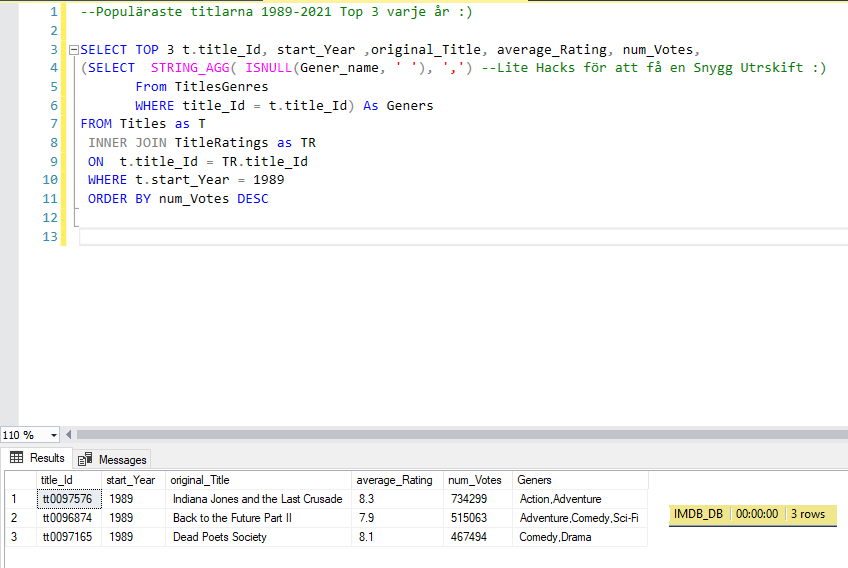 1 --Populäraste titlarna 1989-2021 Top 3 varje år :)
2
3 SELECT TOP 3 t.title_Id, start_Year ,original_Title, average_Rating, num_Votes,
4 (SELECT  STRING_AGG( ISNULL(Gener_name, ' '), ',') --Lite Hacks för att få en Snygg Utrskift :)
5 From TitlesGenres
6 WHERE title_Id = t.title_Id) As Geners
7 FROM Titles as T
8 INNER JOIN TitleRatings as TR
9 ON  t.title_Id = TR.title_Id
10 WHERE t.start_Year = 1989
11 ORDER BY num_Votes DESC
12
13
110 %
Results Messages
title_Id start_Year original_Title average_Rating num_Votes Geners
1 tt0097576 1989 Indiana Jones and the Last Crusade 8.3 734299 Action,Adventure
2 tt0096874 1989 Back to the Future Part II 7.9 515063 Adventure,Comedy,Sci-Fi
3 tt0097165 1989 Dead Poets Society 8.1 467494 Comedy,Drama
IMDB_DB 00:00:00 3 rows